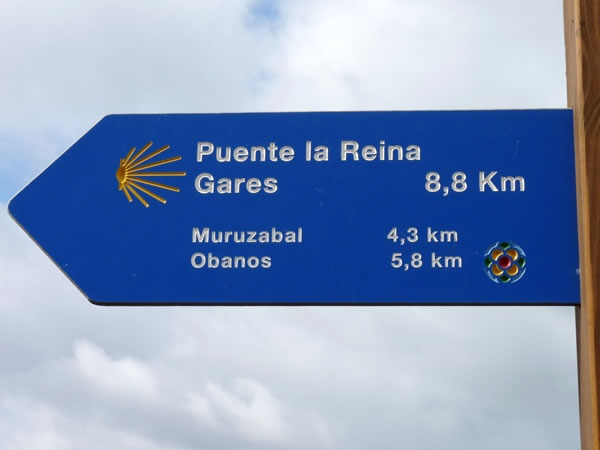 Puente la Reina
Gares 8,8 Km
Muruzabal 4,3 km
Obanos 5,8 km